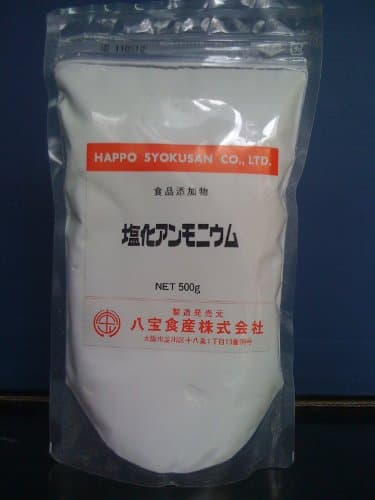 HAPPO SYOKUSAN CO., LTD.
食品添加物
塩化アンモニウム
NET 500g
製造発売元
八宝食産株式会社